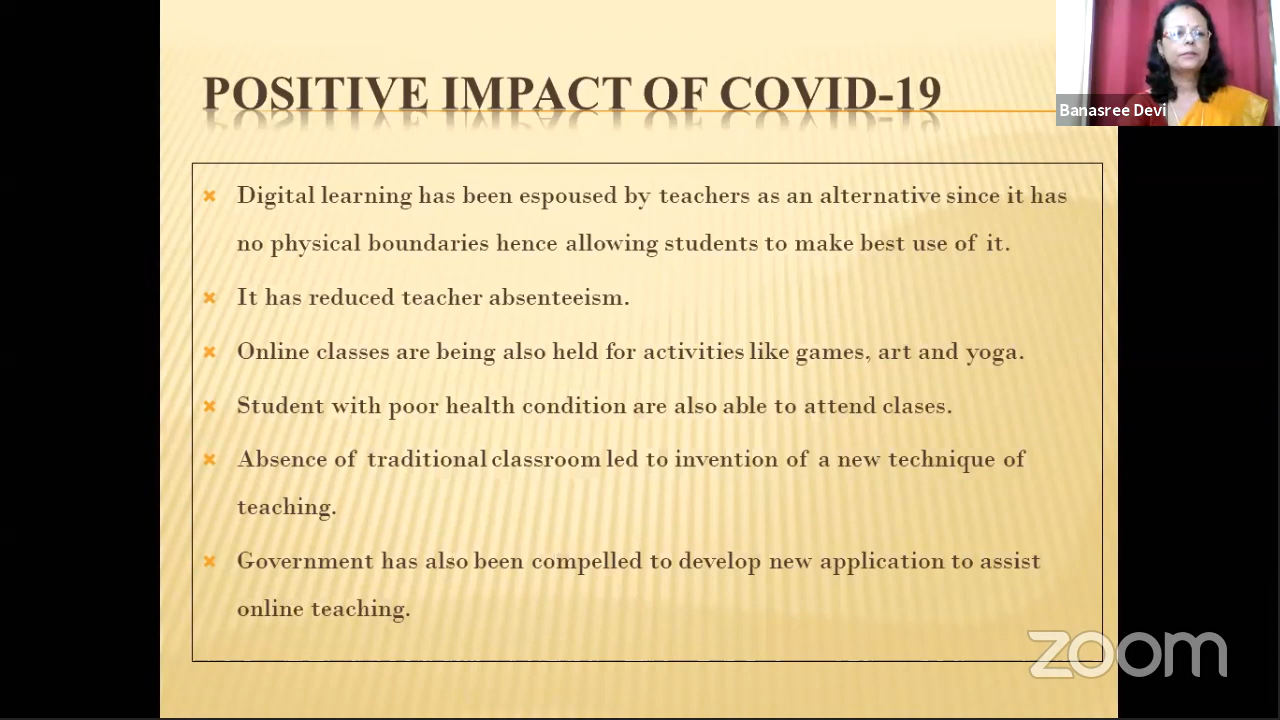 POSITIVE IMPACT OF COVID-19
Banasree Devi
Digital learning has been espoused by teachers as an alternative since it has
no physical boundaries hence allowing students to make best use of it.
It has reduced teacher absenteeism.
Online classes are being also held for activities like games, art and yoga.
Student with poor health condition are also able to attend clases.
Absence of traditional classroom led to invention of a new technique of
teaching.
Government has also been compelled to develop new application to assist
online teaching.
zoom